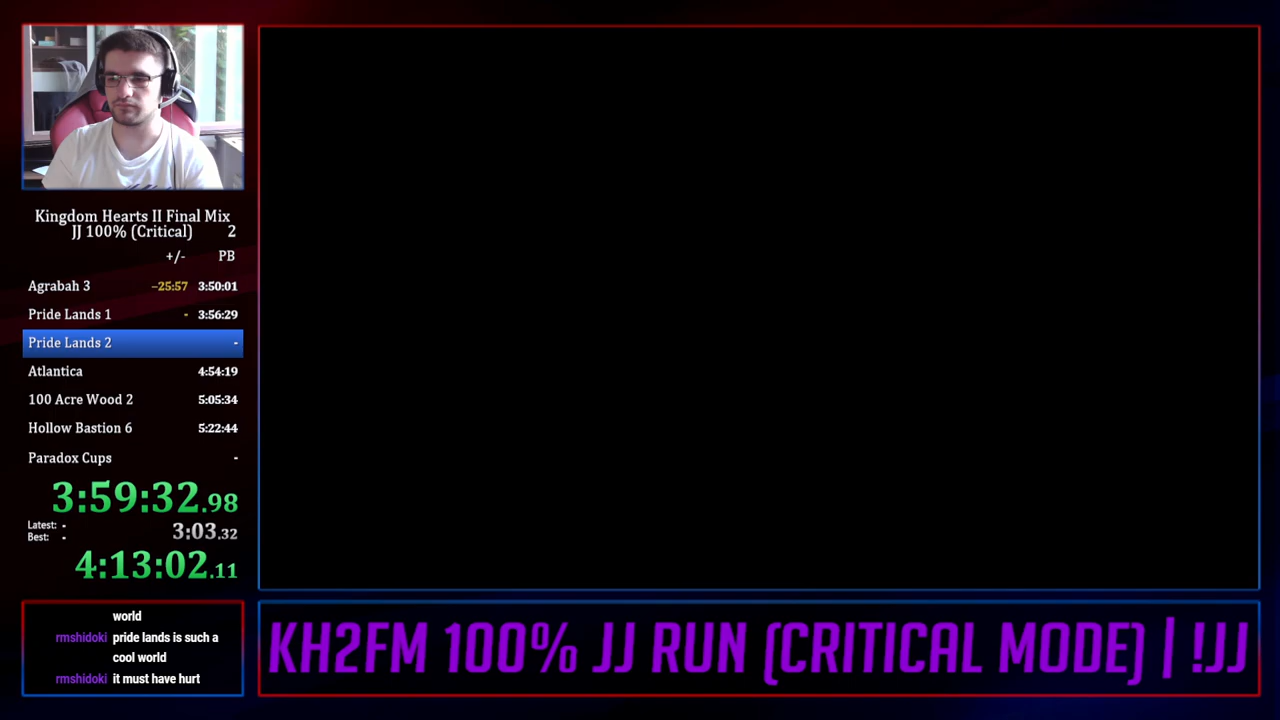 Kingdom Hearts II Final Mix
JJ 100% (Critical) 2
+/- PB
Agrabah 3 −25:57 3:50:01
Pride Lands 1 - 3:56:29
Pride Lands 2 -
Atlantica 4:54:19
100 Acre Wood 2 5:05:34
Hollow Bastion 6 5:22:44
Paradox Cups -
3:59:32.98
Latest: - 3:03.32
Best: -
4:13:02.11
world
rmshidoki pride lands is such a
cool world
rmshidoki it must have hurt
KH2FM 100% JJ RUN (CRITICAL MODE) | !JJ